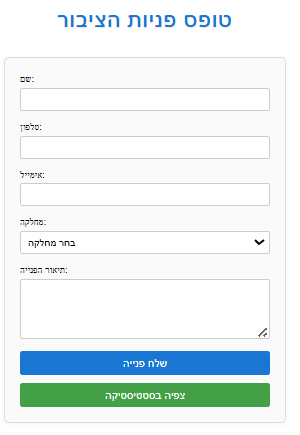 טופס פניות הציבור
שם:
טלפון:
אימייל:
מחלקה:
בחר מחלקה
תיאור הפנייה:
שלח פנייה
צפיה בסטטיסטיקה